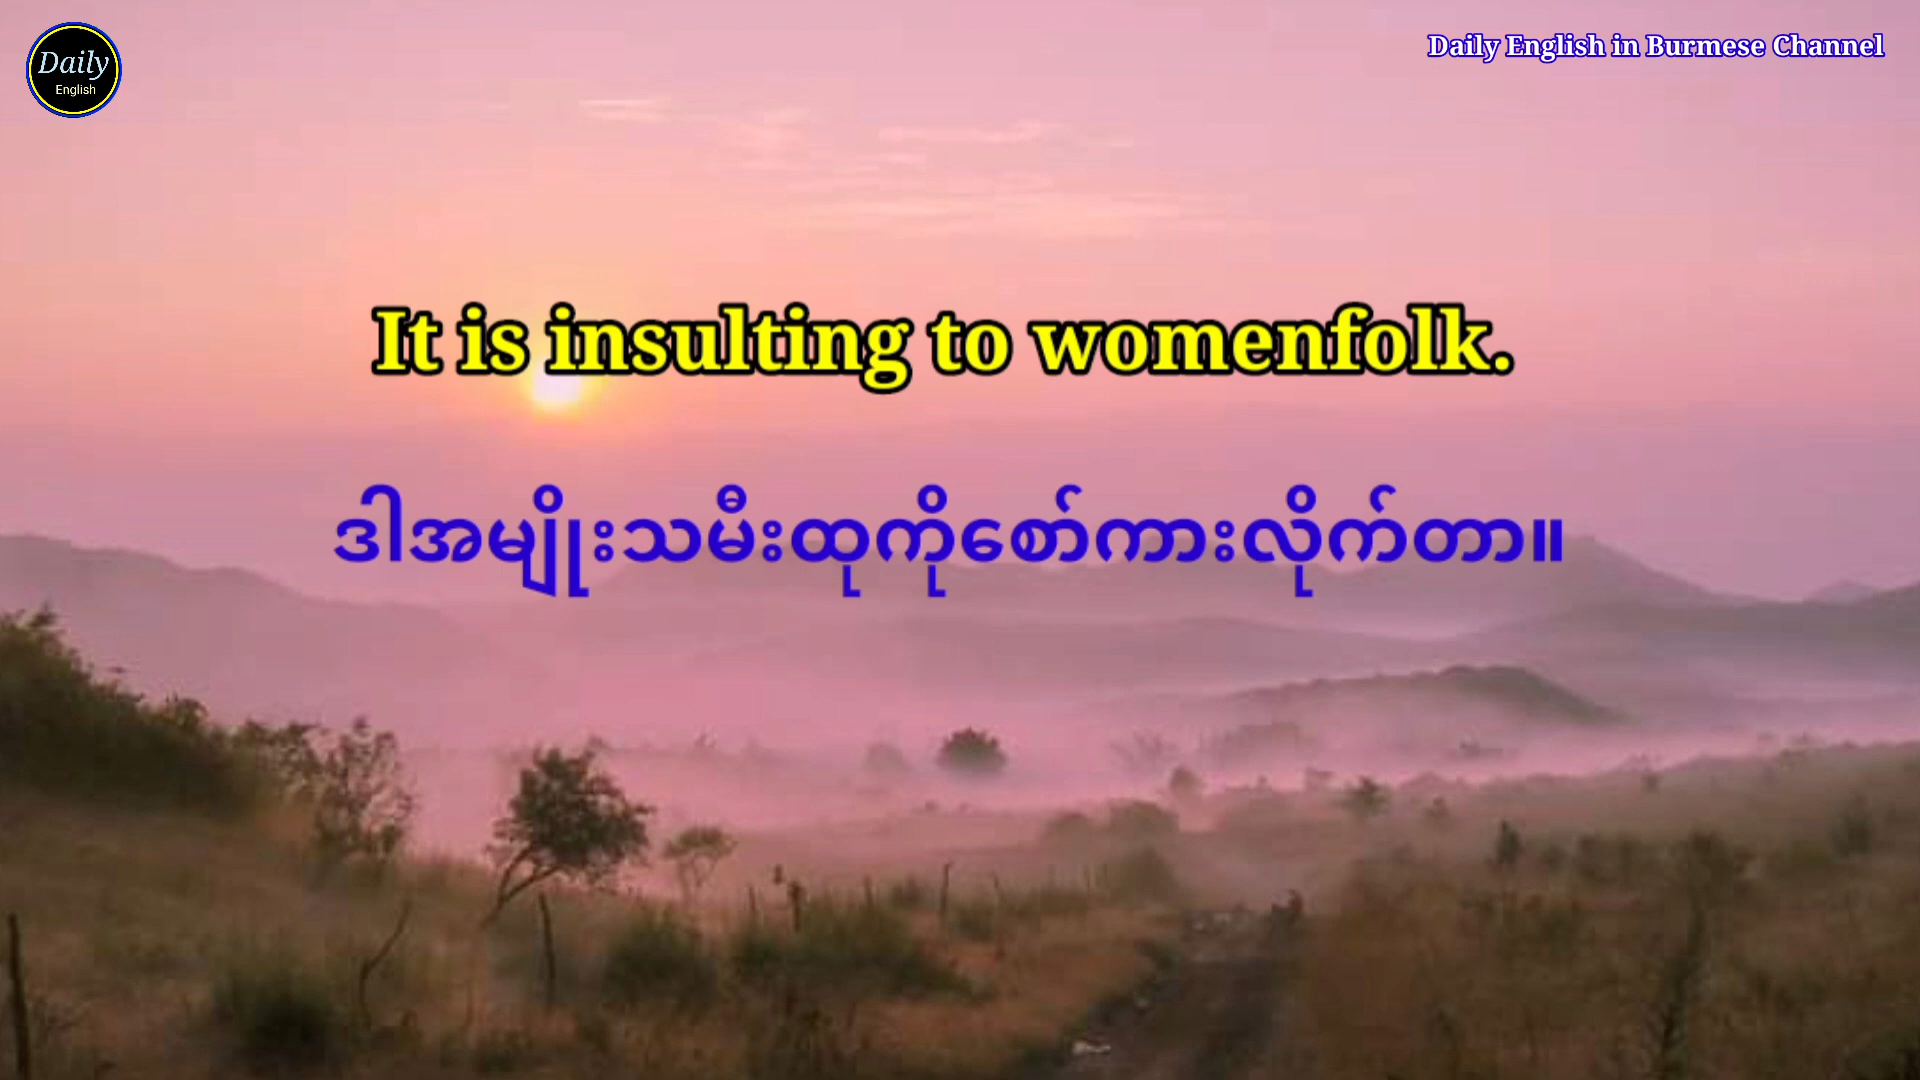 Daily
English
Daily English in Burmese Channel
It is insulting to womenfolk.
ဒါအမျိုးသမီးထုကိုစော်ကားလိုက်တာ။